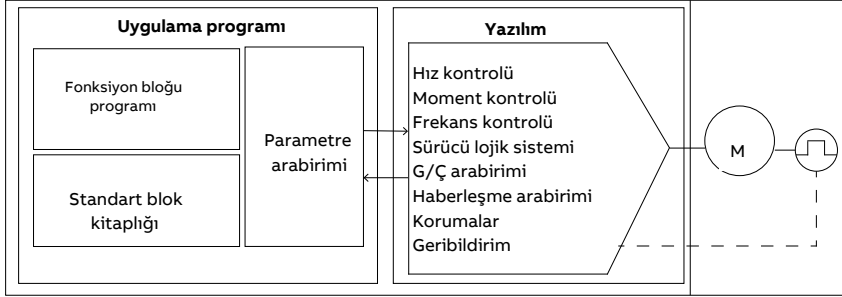 Uygulama programı
Fonksiyon bloğu
programı
Standart blok
kitaplığı
Parametre
arabirimi
Yazılım
Hız kontrolü
Moment kontrolü
Frekans kontrolü
Sürücü lojik sistemi
G/Ç arabirimi
Haberleşme arabirimi
Korumalar
Geribildirim
M